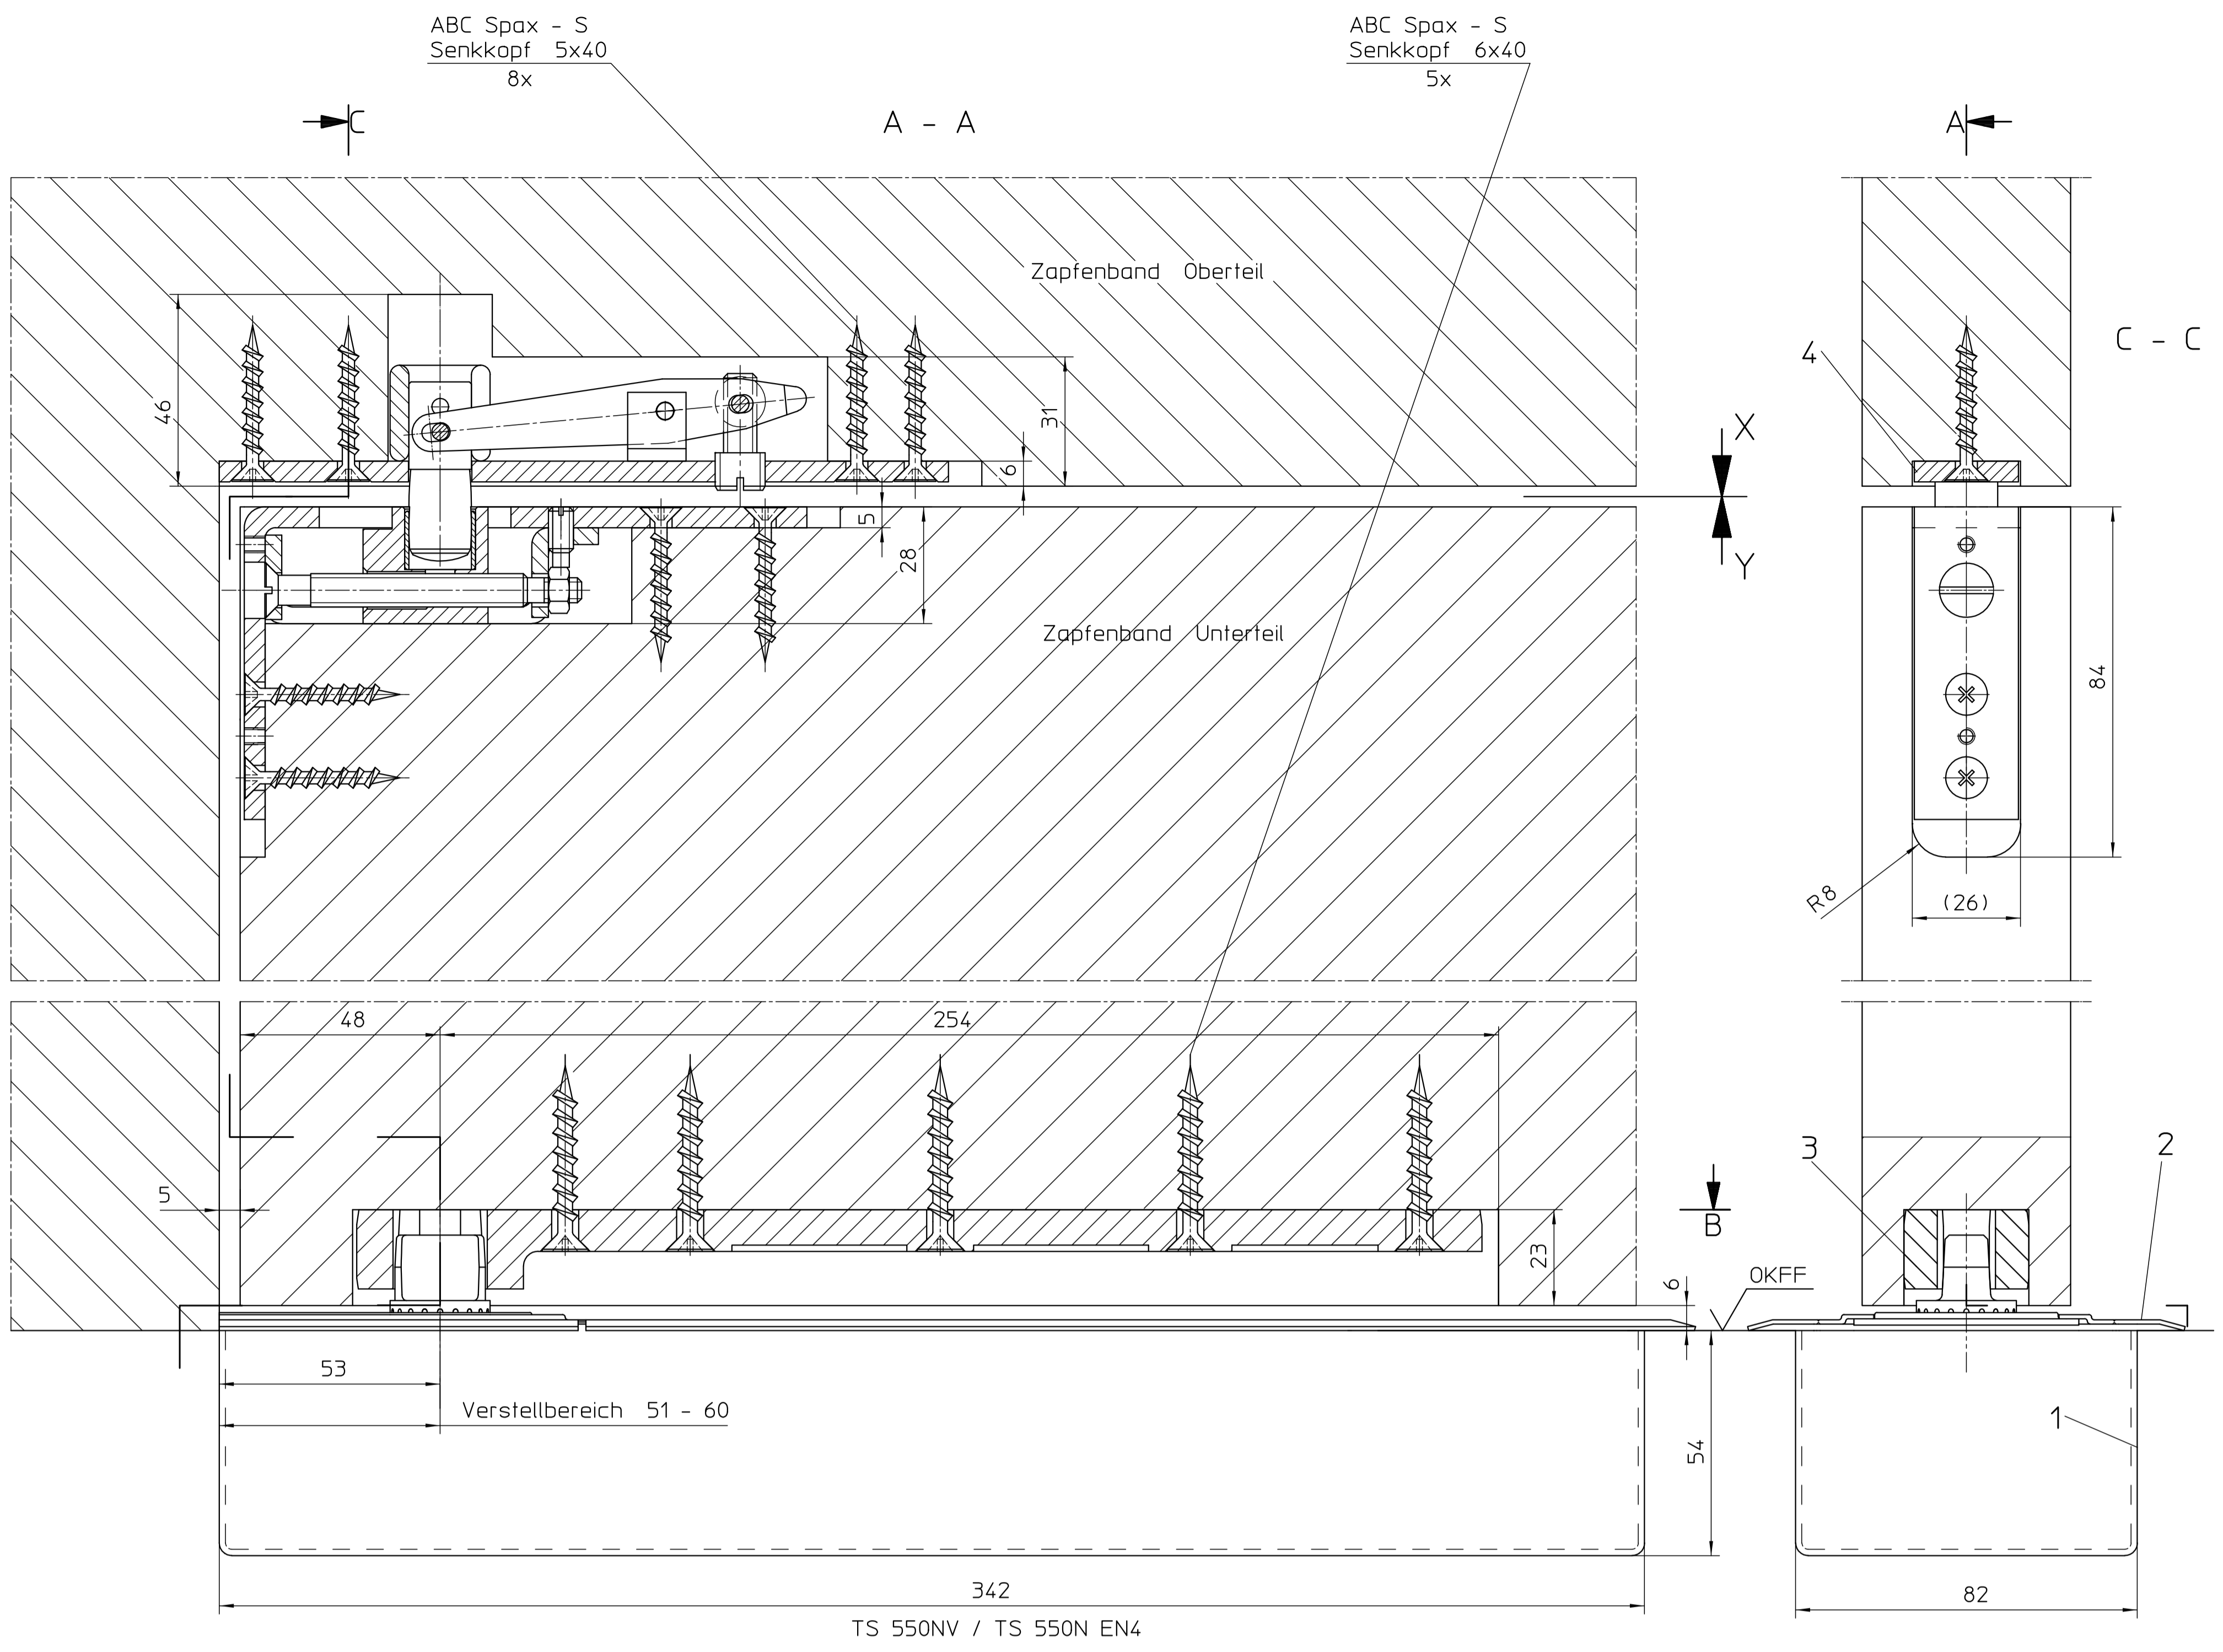 ABC Spax - S
Senkkopf 5x40
8x
ABC Spax - S
Senkkopf 6x40
5x
C
A - A
A
Zapfenband Oberteil
C - C
4
46
31
6
X
5
28
Y
Zapfenband Unterteil
84
R8
(26)
48
254
3
2
5
B
23
6
OKFF
53
Verstellbereich 51 - 60
54
1
342
82
TS 550NV / TS 550N EN4